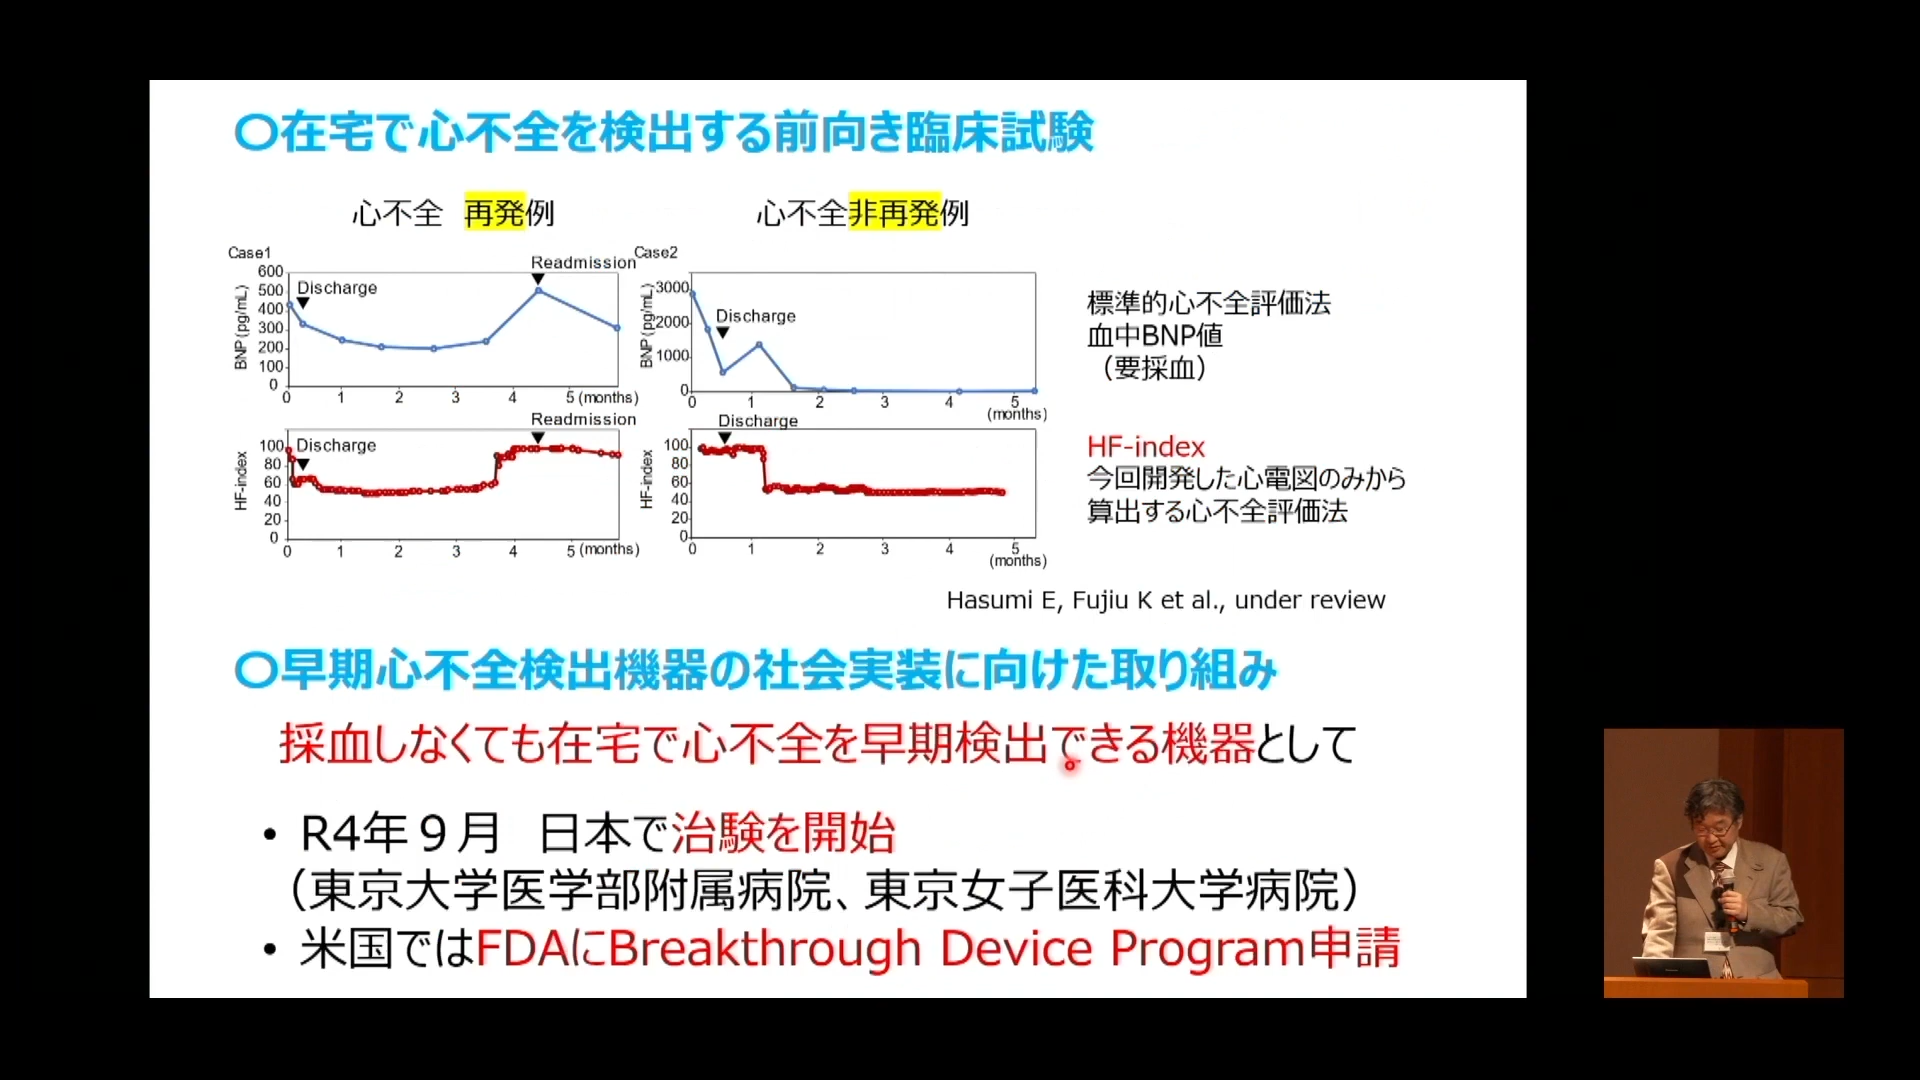 〇在宅で心不全を検出する前向き臨床試験
心不全 再発例
心不全非再発例
Case1
Readmission
Discharge
BNP (pg/mL)
600
500
400
300
200
100
0
0 1 2 3 4 5 (months)
Case2
Discharge
BNP (pg/mL)
3000
2000
1000
0
0 1 2 3 4 5
(months)
標準的心不全評価法
血中BNP値
（要採血）
Readmission
Discharge
HF-index
100
80
60
40
20
0
0 1 2 3 4 5 (months)
Discharge
HF-index
100
80
60
40
20
0
0 1 2 3 4 5
(months)
HF-index
今回開発した心電図のみから
算出する心不全評価法
Hasumi E, Fujiu K et al., under review
〇早期心不全検出機器の社会実装に向けた取り組み
採血しなくても在宅で心不全を早期検出できる機器として
• R4年９月 日本で治験を開始
（東京大学医学部附属病院、東京女子医科大学病院）
• 米国ではFDAにBreakthrough Device Program申請